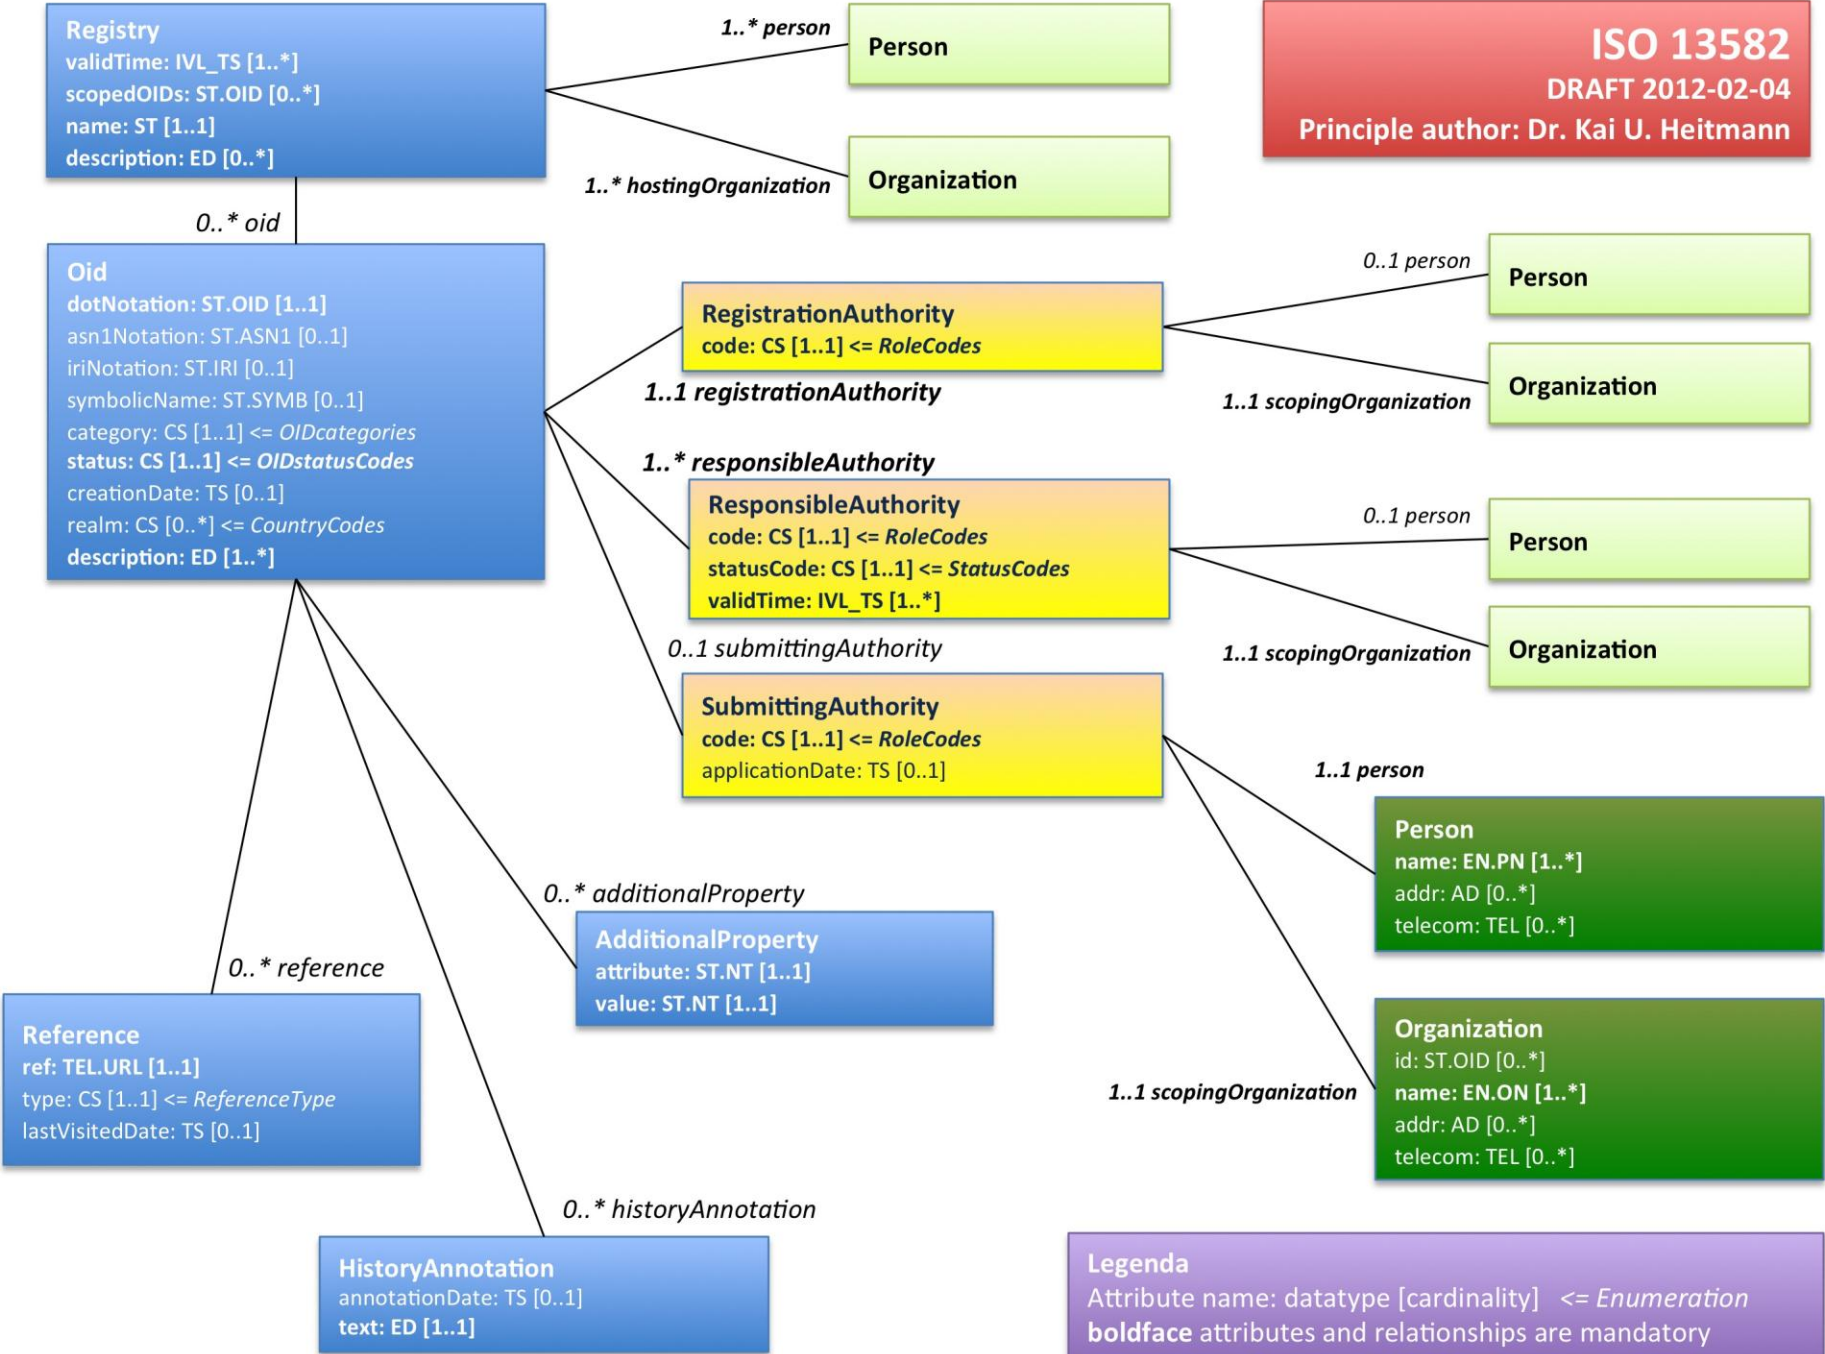 Registry
validTime: IVL_TS [1..*]
scopedOIDs: ST.OID [0..*]
name: ST [1..1]
description: ED [0..*]
1..* person
Person
1..* hostingOrganization
Organization
ISO 13582
DRAFT 2012-02-04
Principle author: Dr. Kai U. Heitmann
0..* oid
Oid
dotNotation: ST.OID [1..1]
asn1Notation: ST.ASN1 [0..1]
iriNotation: ST.IRI [0..1]
symbolicName: ST.SYMB [0..1]
category: CS [1..1] <= OIDcategories
status: CS [1..1] <= OIDstatusCodes
creationDate: TS [0..1]
realm: CS [0..*] <= CountryCodes
description: ED [1..*]
RegistrationAuthority
code: CS [1..1] <= RoleCodes
1..1 registrationAuthority
0..1 person
Person
1..1 scopingOrganization
Organization
1..* responsibleAuthority
ResponsibleAuthority
code: CS [1..1] <= RoleCodes
statusCode: CS [1..1] <= StatusCodes
validTime: IVL_TS [1..*]
0..1 person
Person
1..1 scopingOrganization
Organization
0..1 submittingAuthority
SubmittingAuthority
code: CS [1..1] <= RoleCodes
applicationDate: TS [0..1]
1..1 person
Person
name: EN.PN [1..*]
addr: AD [0..*]
telecom: TEL [0..*]
1..1 scopingOrganization
Organization
id: ST.OID [0..*]
name: EN.ON [1..*]
addr: AD [0..*]
telecom: TEL [0..*]
0..* additionalProperty
AdditionalProperty
attribute: ST.NT [1..1]
value: ST.NT [1..1]
0..* reference
Reference
ref: TEL.URL [1..1]
type: CS [1..1] <= ReferenceType
lastVisitedDate: TS [0..1]
0..* historyAnnotation
HistoryAnnotation
annotationDate: TS [0..1]
text: ED [1..1]
Legenda
Attribute name: datatype [cardinality] <= Enumeration
boldface attributes and relationships are mandatory